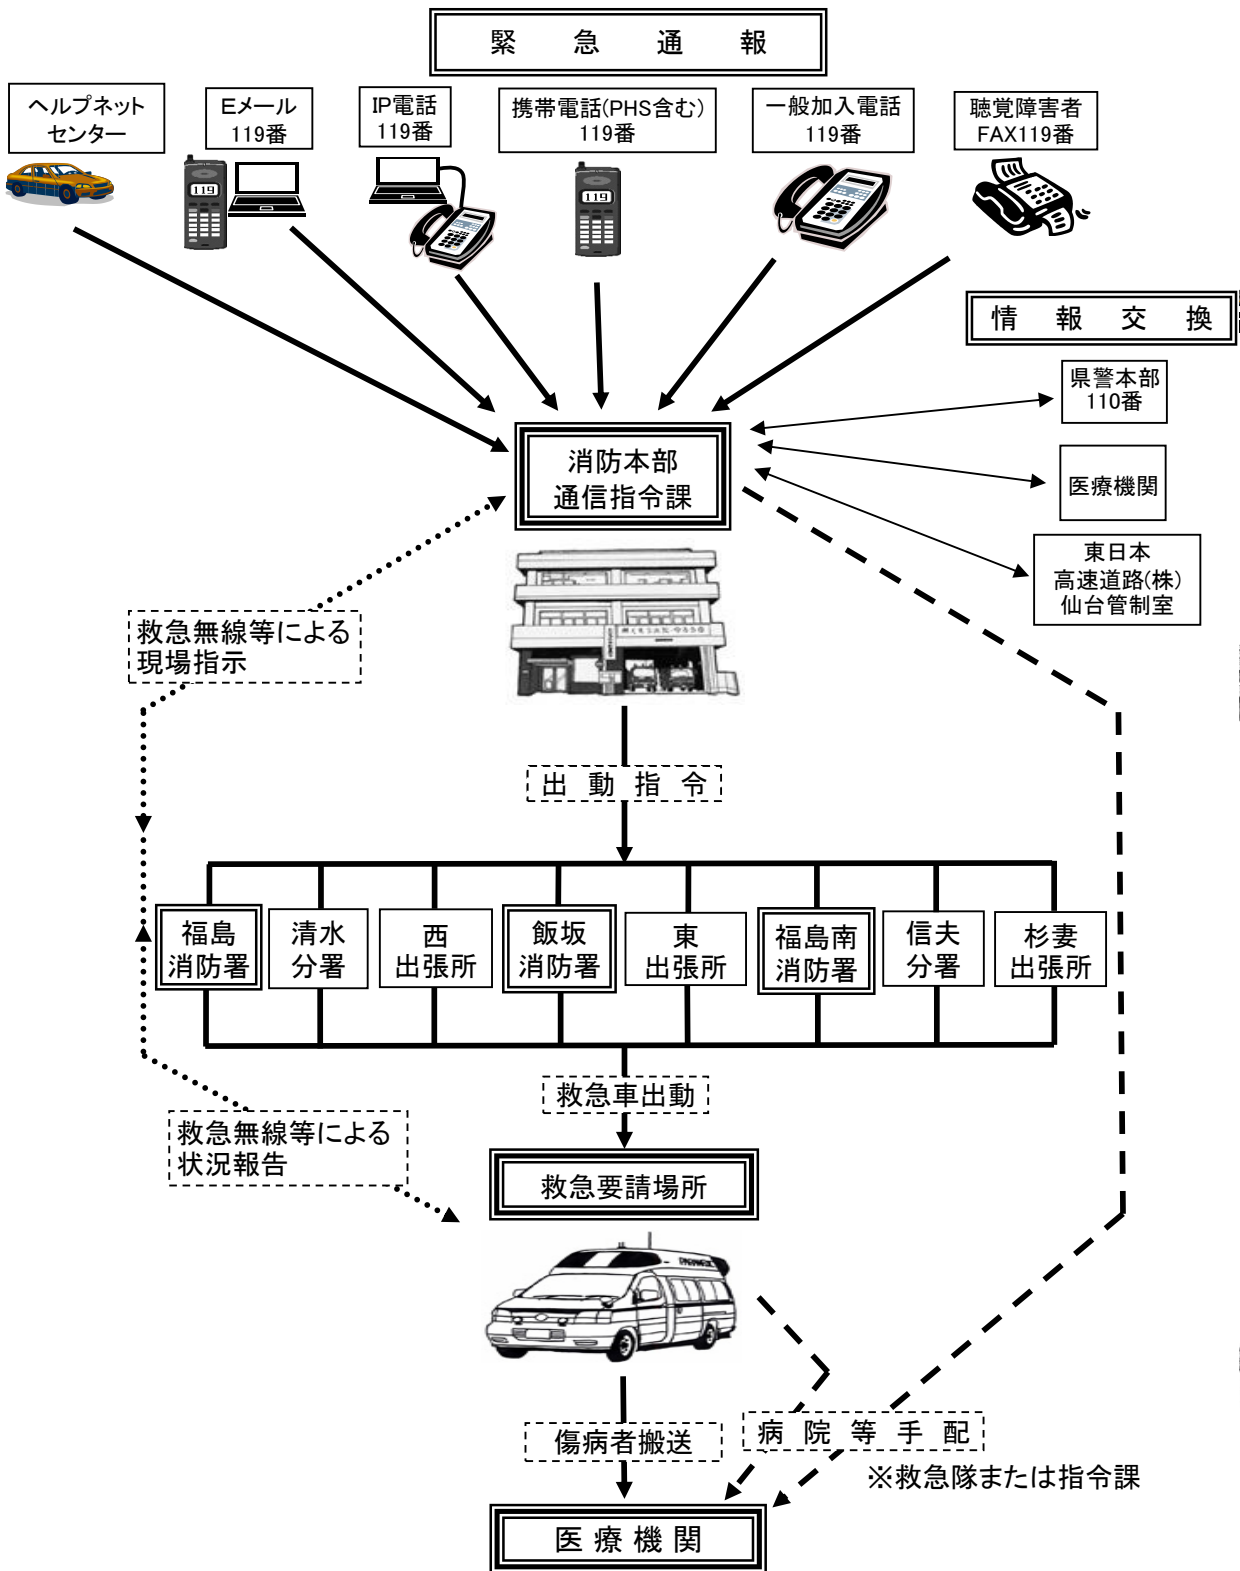 緊急通報
ヘルプネット
センター
Eメール
119番
IP電話
119番
携帯電話(PHS含む)
119番
一般加入電話
119番
聴覚障害者
FAX119番
119
119
情報交換
県警本部
110番
消防本部
通信指令課
医療機関
東日本
高速道路(株)
仙台管制室
救急無線等による
現場指示
出動指令
福島
消防署
清水
分署
西
出張所
飯坂
消防署
東
出張所
福島南
消防署
信夫
分署
杉妻
出張所
救急車出動
救急無線等による
状況報告
救急要請場所
PARAMEDIC
傷病者搬送
病院等手配
※救急隊または指令課
医療機関